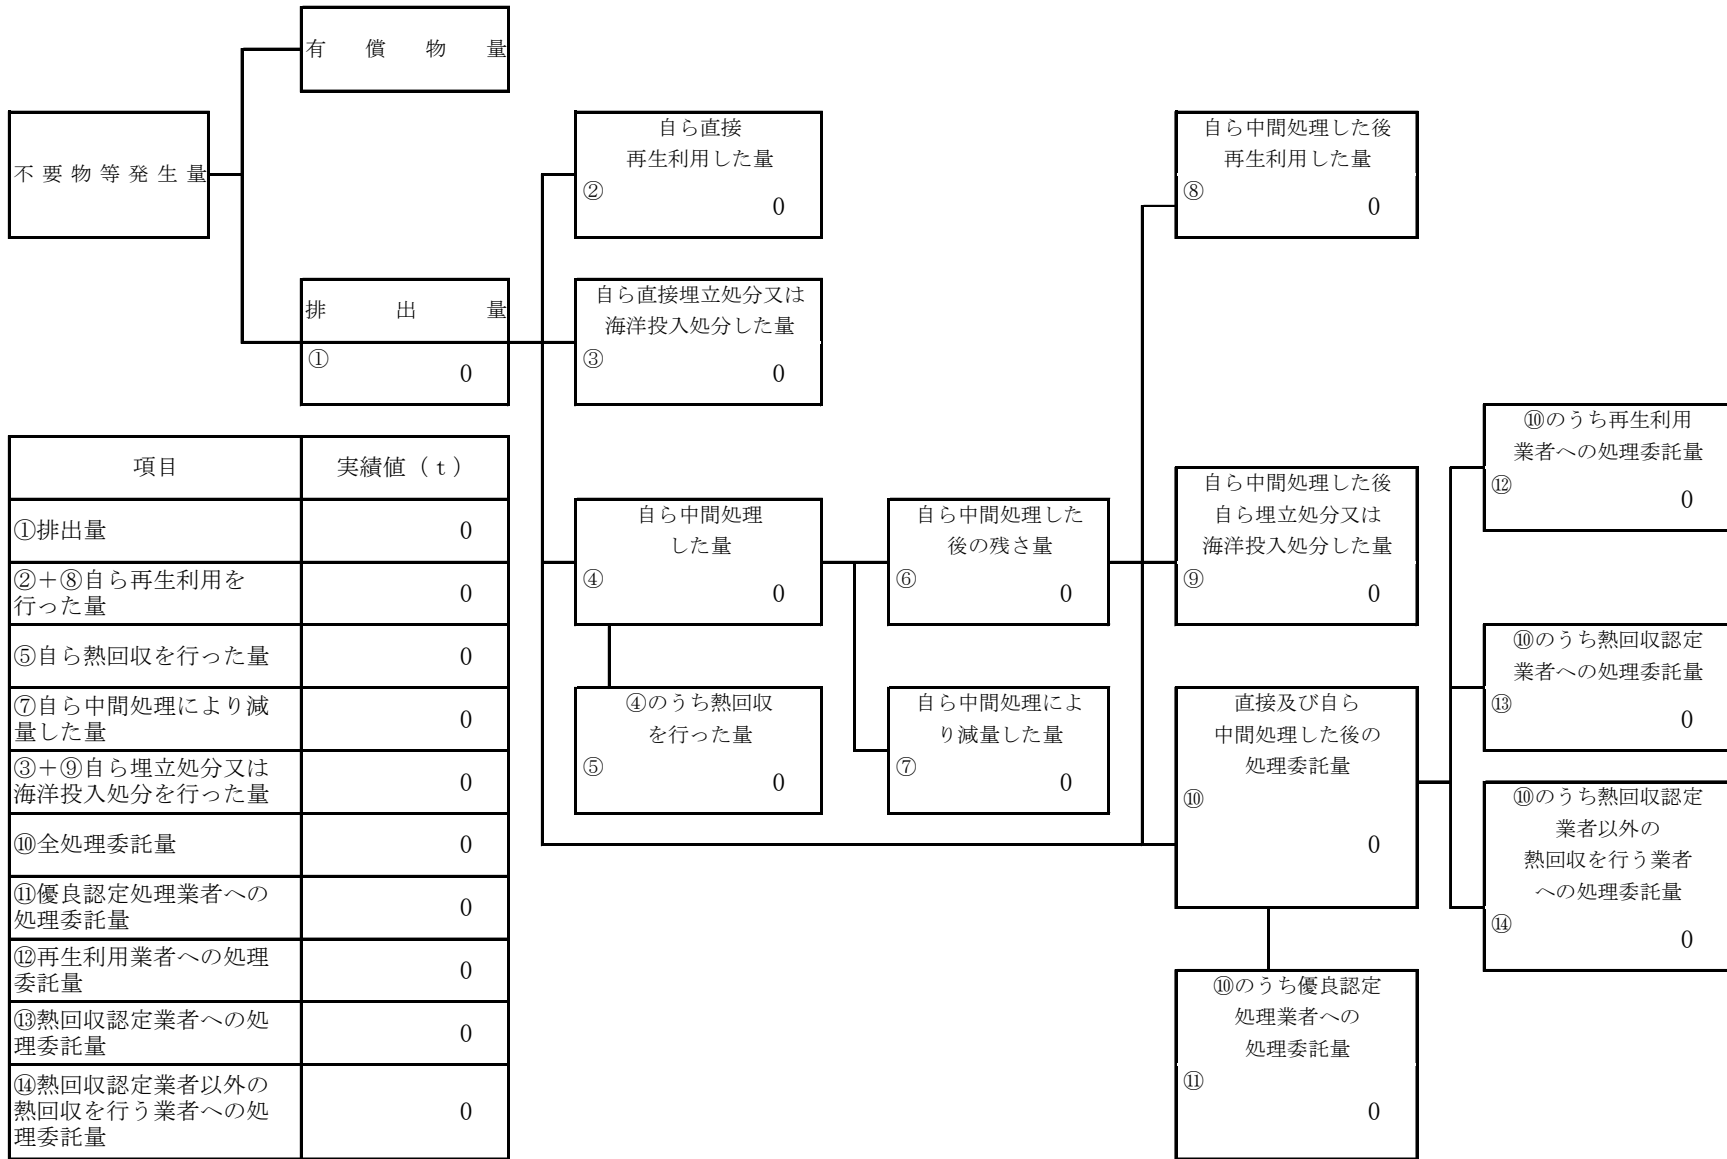 有償物量
不要物等発生量
排出量
①
0
自ら直接
再生利用した量
②
0
自ら直接埋立処分又は
海洋投入処分した量
③
0
自ら中間処理
した量
④
0
④のうち熱回収
を行った量
⑤
0
自ら中間処理した
後の残さ量
⑥
0
自ら中間処理によ
り減量した量
⑦
0
自ら中間処理した後
再生利用した量
⑧
0
自ら中間処理した後
自ら埋立処分又は
海洋投入処分した量
⑨
0
直接及び自ら
中間処理した後の
処理委託量
⑩
0
⑩のうち優良認定
処理業者への
処理委託量
⑪
0
⑩のうち再生利用
業者への処理委託量
⑫
0
⑩のうち熱回収認定
業者への処理委託量
⑬
0
⑩のうち熱回収認定
業者以外の
熱回収を行う業者
への処理委託量
⑭
0
項目 実績値（ｔ）
①排出量 0
②＋⑧自ら再生利用を
行った量 0
⑤自ら熱回収を行った量 0
⑦自ら中間処理により減
量した量 0
③＋⑨自ら埋立処分又は
海洋投入処分を行った量 0
⑩全処理委託量 0
⑪優良認定処理業者への
処理委託量 0
⑫再生利用業者への処理
委託量 0
⑬熱回収認定業者への処
理委託量 0
⑭熱回収認定業者以外の
熱回収を行う業者への処 0
理委託量